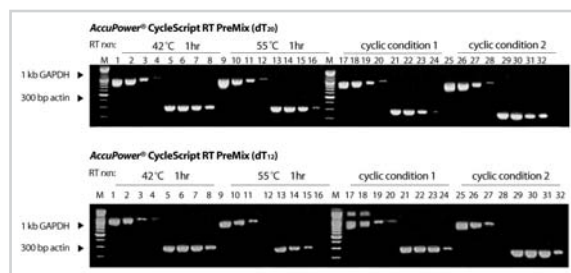 AccuPower® CycleScript RT PreMix (dT20)
RT rxn: 42℃ 1hr 55℃ 1hr cyclic condition 1 cyclic condition 2
M 1 2 3 4 5 6 7 8 9 10 11 12 13 14 15 16 M 17 18 19 20 21 22 23 24 25 26 27 28 29 30 31 32
1 kb GAPDH ►
300 bp actin ►
AccuPower® CycleScript RT PreMix (dT12)
RT rxn: 42℃ 1hr 55℃ 1hr cyclic condition 1 cyclic condition 2
M 1 2 3 4 5 6 7 8 9 10 11 12 13 14 15 16 M 17 18 19 20 21 22 23 24 25 26 27 28 29 30 31 32
1 kb GAPDH ►
300 bp actin ►